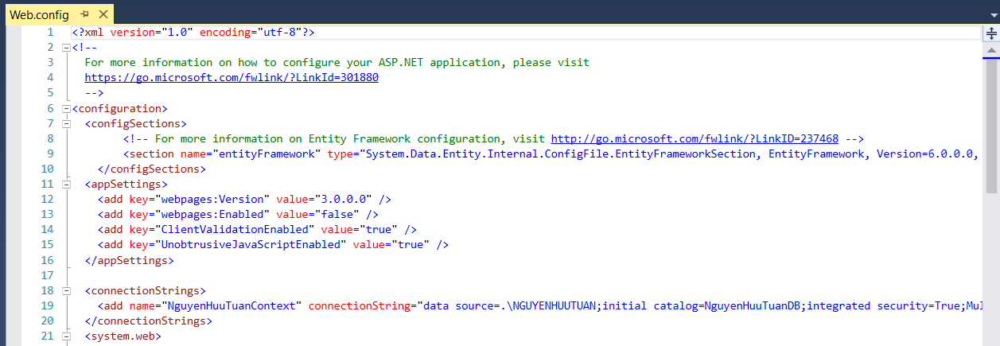 Web.config
1 <?xml version="1.0" encoding="utf-8"?>
2 <!--
3 For more information on how to configure your ASP.NET application, please visit
4 https://go.microsoft.com/fwlink/?LinkId=301880
5 -->
6 <configuration>
7 <configSections>
8 <!-- For more information on Entity Framework configuration, visit http://go.microsoft.com/fwlink/?LinkID=237468 -->
9 <section name="entityFramework" type="System.Data.Entity.Internal.ConfigFile.EntityFrameworkSection, EntityFramework, Version=6.0.0.0,
10 </configSections>
11 <appSettings>
12 <add key="webpages:Version" value="3.0.0.0" />
13 <add key="webpages:Enabled" value="false" />
14 <add key="ClientValidationEnabled" value="true" />
15 <add key="UnobtrusiveJavaScriptEnabled" value="true" />
16 </appSettings>
17
18 <connectionStrings>
19 <add name="NguyenHuuTuanContext" connectionString="data source=.\NGUYENHUUTUAN;initial catalog=NguyenHuuTuanDB;integrated security=True;Mul
20 </connectionStrings>
21 <system.web>